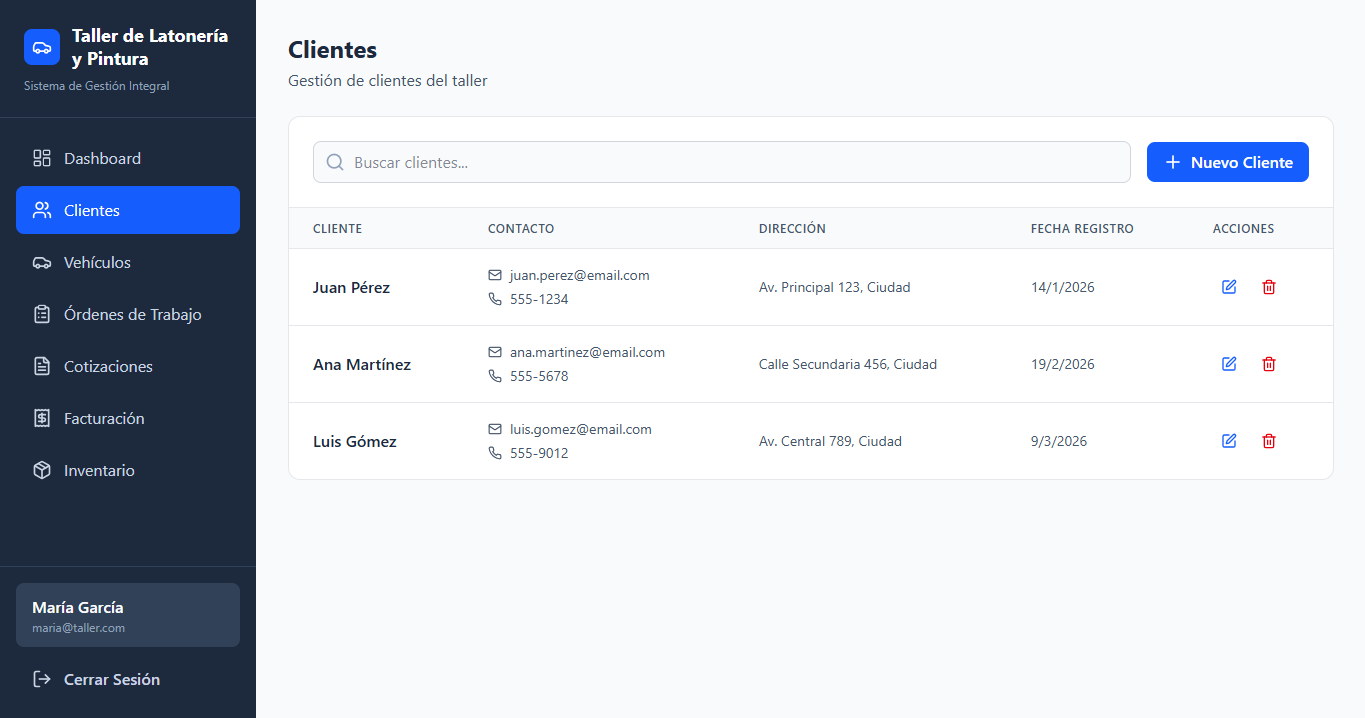 Taller de Latonería
y Pintura
Sistema de Gestión Integral
Dashboard
Clientes
Vehículos
Órdenes de Trabajo
Cotizaciones
Facturación
Inventario
María García
maria@taller.com
Cerrar Sesión
Clientes
Gestión de clientes del taller
Buscar clientes...
Nuevo Cliente
CLIENTE CONTACTO DIRECCIÓN FECHA REGISTRO ACCIONES
juan.perez@email.com
Juan Pérez Av. Principal 123, Ciudad 14/1/2026
555-1234
ana.martinez@email.com
Ana Martínez Calle Secundaria 456, Ciudad 19/2/2026
555-5678
luis.gomez@email.com
Luis Gómez Av. Central 789, Ciudad 9/3/2026
555-9012